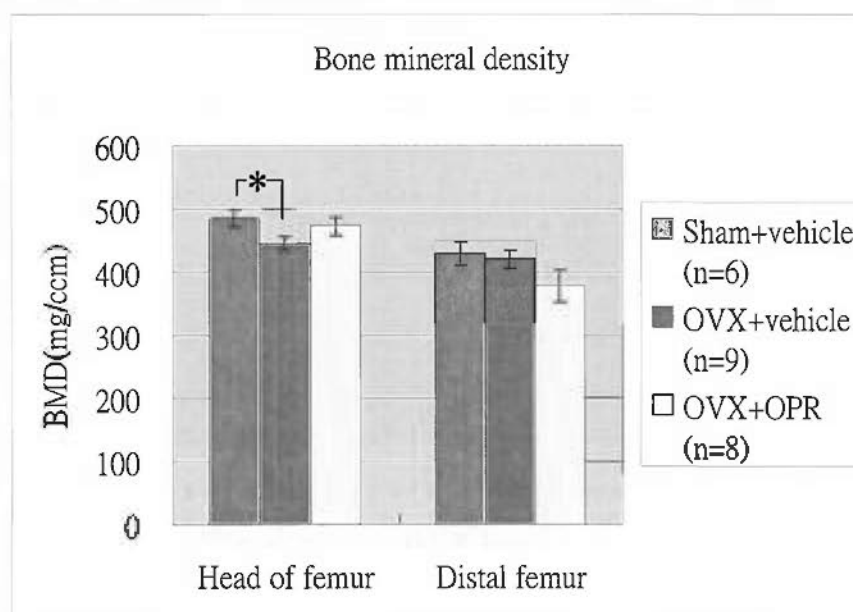 Bone mineral density
600
500
400
300
200
100
0
BMD(mg/ccm)
*
Head of femur
Distal femur
Sham+vehicle
(n=6)
OVX+vehicle
(n=9)
OVX+OPR
(n=8)